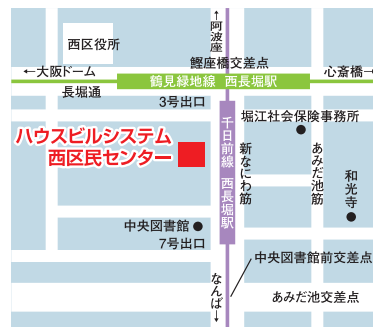 ↑阿波座
西区役所
鰹座橋交差点
←大阪ドーム
心斎橋→
鶴見緑地線 西長堀駅
長堀通
3号出口
堀江社会保険事務所
ハウスビルシステム
西区民センター
千日前線 西長堀駅
新なにわ筋
あみだ池筋
和光寺
中央図書館
7号出口
中央図書館前交差点
なんば→
あみだ池交差点